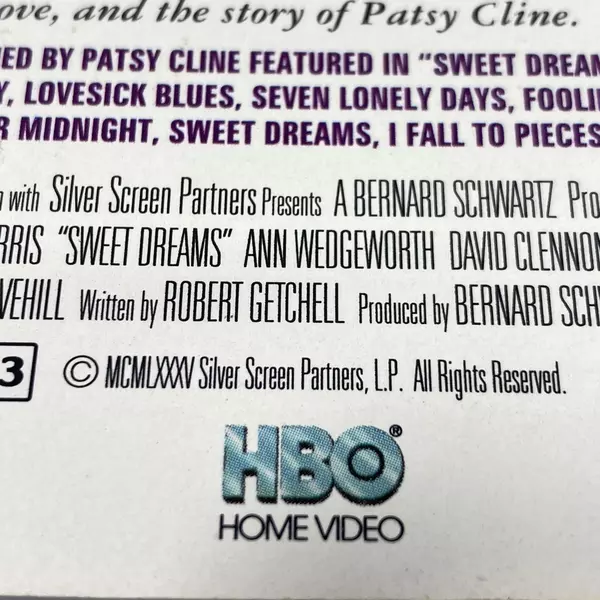 ove, and the story of Patsy Cline.
ED BY PATSY CLINE FEATURED IN "SWEET DREAM
Y, LOVESICK BLUES, SEVEN LONELY DAYS, FOOLIN
R MIDNIGHT, SWEET DREAMS, I FALL TO PIECES
n with Silver Screen Partners Presents A BERNARD SCHWARTZ Pro
RRIS "SWEET DREAMS" ANN WEDGEWORTH DAVID CLENNON
VEHILL Written by ROBERT GETCHELL Produced by BERNARD SCHW
3 © MCMLXXXV Silver Screen Partners, L.P. All Rights Reserved.
HBO®
HOME VIDEO